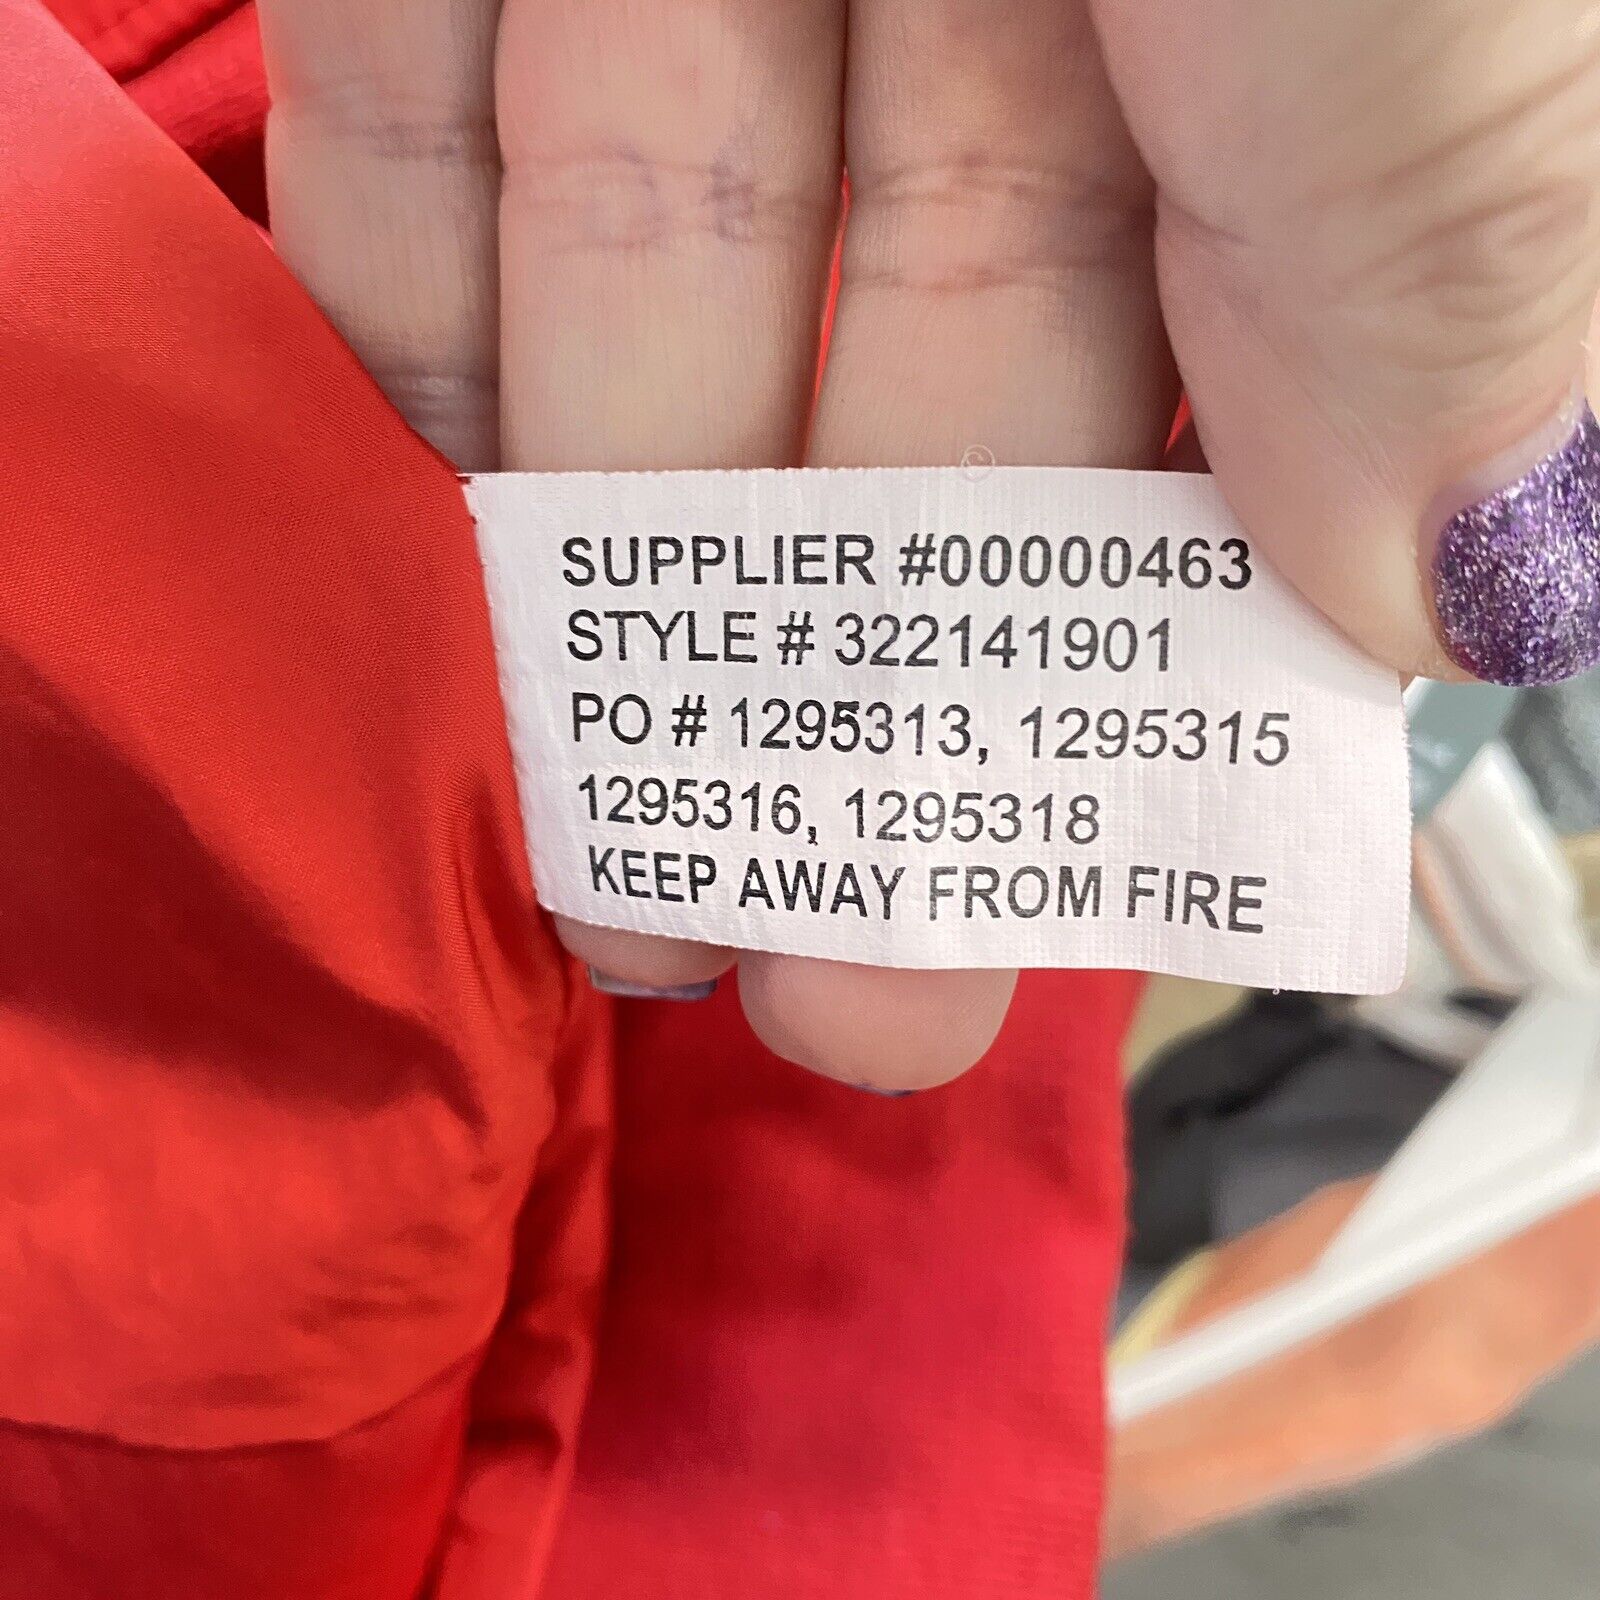 SUPPLIER #00000463
STYLE # 322141901
PO # 1295313, 1295315
1295316, 1295318
KEEP AWAY FROM FIRE